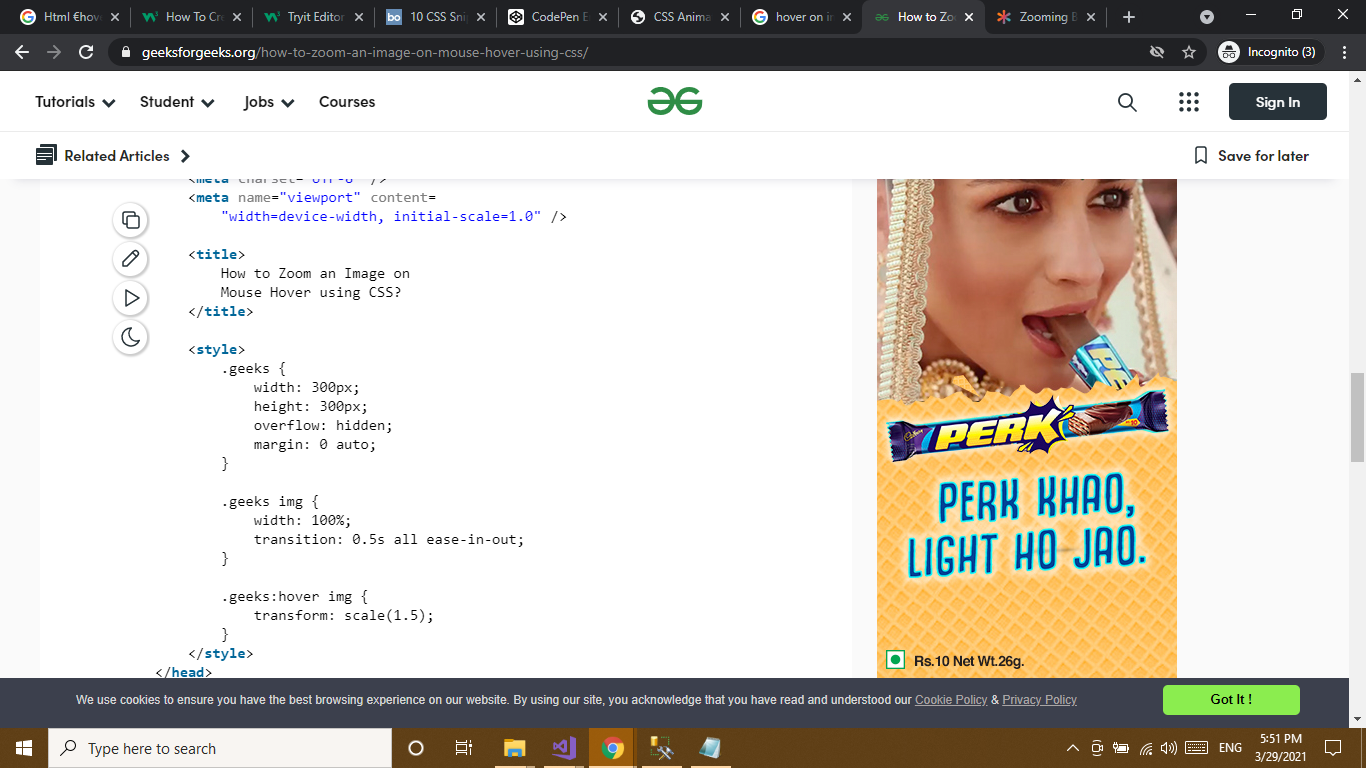 Html €hov
How To Cr
Tryit Editor
bo 10 CSS Sni
CodePen E
CSS Anima
hover on im
How to Zo
Zooming B
geeksforgeeks.org/how-to-zoom-an-image-on-mouse-hover-using-css/
Incognito (3)
Tutorials Student Jobs Courses
Sign In
Related Articles
Save for later
<meta charset="UTF-8" />
<meta name="viewport" content=
"width=device-width, initial-scale=1.0" />
<title>
How to Zoom an Image on
Mouse Hover using CSS?
</title>
<style>
.geeks {
width: 300px;
height: 300px;
overflow: hidden;
margin: 0 auto;
}
.geeks img {
width: 100%;
transition: 0.5s all ease-in-out;
}
.geeks:hover img {
transform: scale(1.5);
}
</style>
</head>
PE
PERK
PERK KHAO,
LIGHT HO JAO.
Rs.10 Net Wt.26g.
We use cookies to ensure you have the best browsing experience on our website. By using our site, you acknowledge that you have read and understood our Cookie Policy & Privacy Policy
Got It !
Type here to search
ENG
5:51 PM
3/29/2021